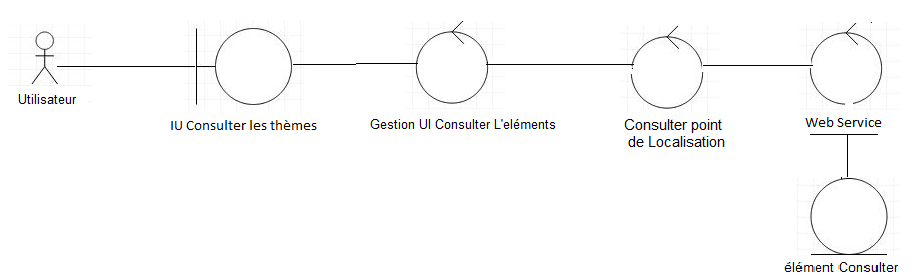 Utilisateur
IU Consulter les thèmes
Gestion UI Consulter L'eléments
Consulter point
de Localisation
Web Service
élément Consulter